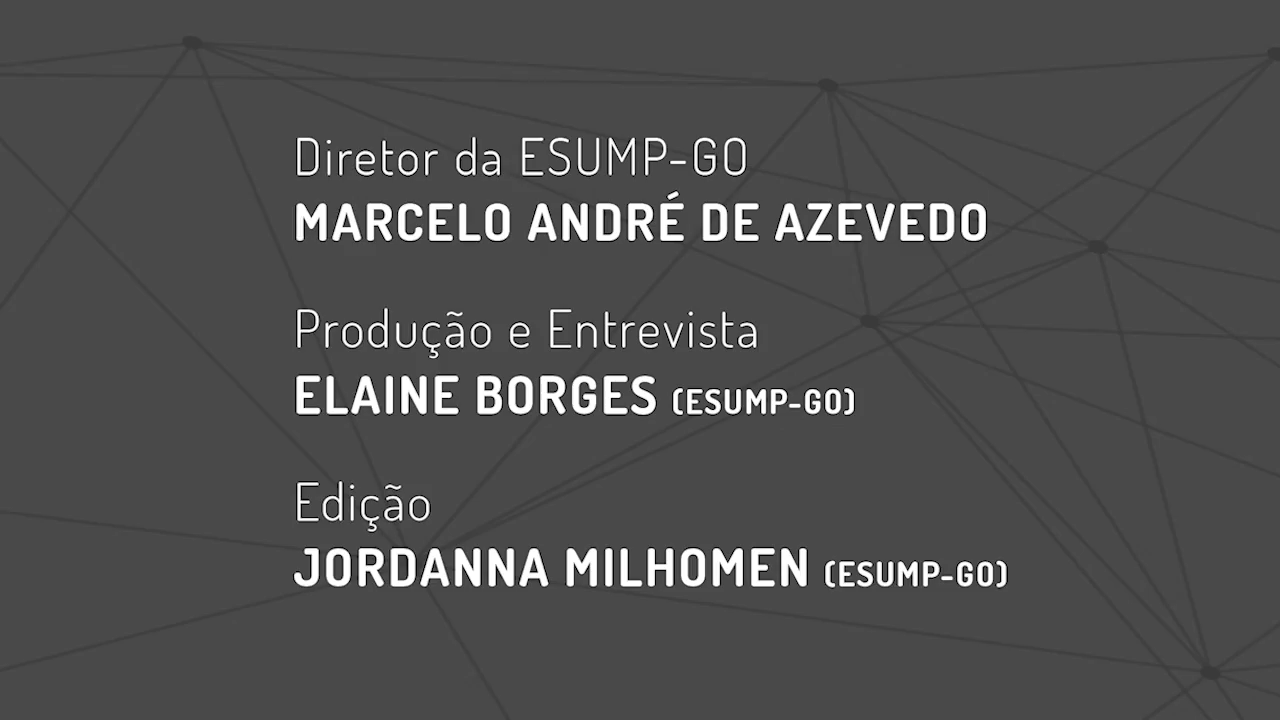 Diretor da ESUMP-GO
MARCELO ANDRÉ DE AZEVEDO
Produção e Entrevista
ELAINE BORGES (ESUMP-GO)
Edição
JORDANNA MILHOMEN (ESUMP-GO)